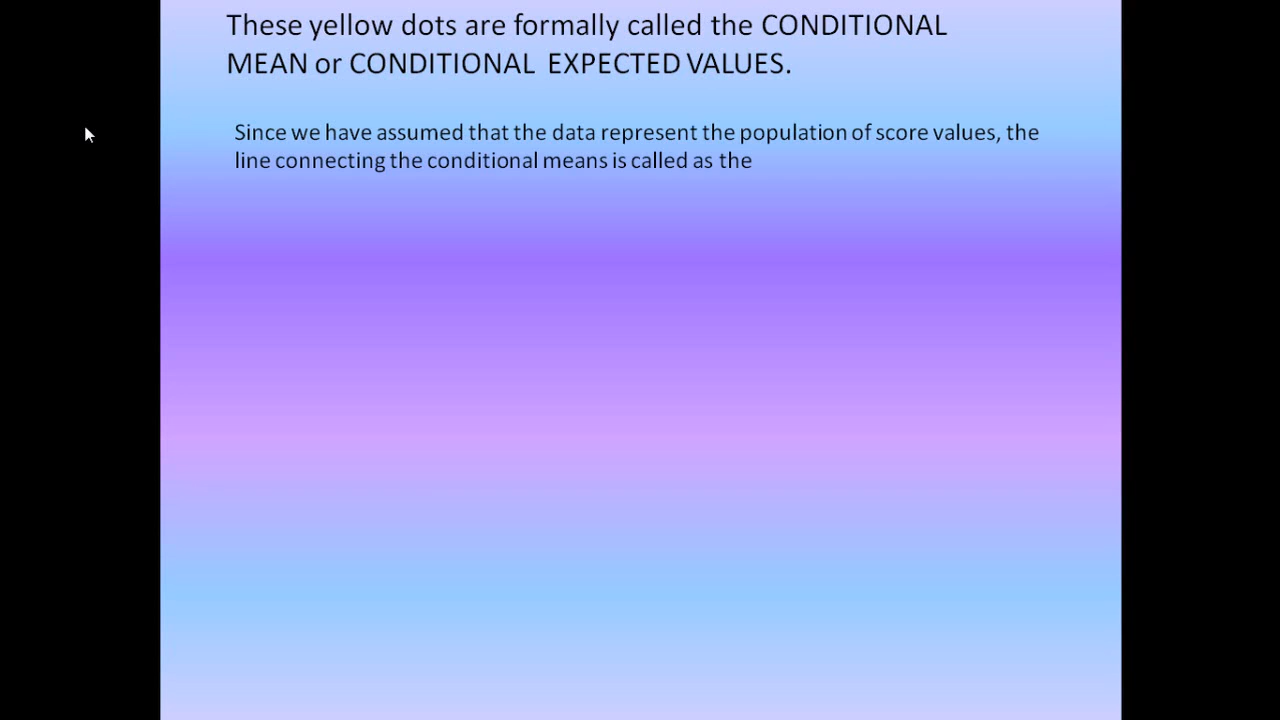 These yellow dots are formally called the CONDITIONAL
MEAN or CONDITIONAL EXPECTED VALUES.
Since we have assumed that the data represent the population of score values, the
line connecting the conditional means is called as the